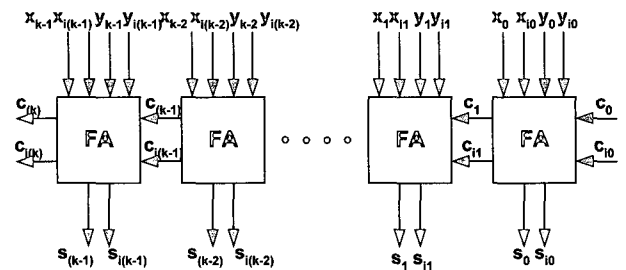 x_{k-1} x_{i(k-1)} y_{k-1} y_{i(k-1)} x_{k-2} x_{i(k-2)} y_{k-2} y_{i(k-2)} x_1 x_{i1} y_1 y_{i1} x_0 x_{i0} y_0 y_{i0}
c_{(k)} c_{(k-1)} c_1 c_0
FA FA FA FA
c_{i(k)} c_{i(k-1)} c_{i1} c_{i0}
s_{(k-1)} s_{i(k-1)} s_{(k-2)} s_{i(k-2)} s_1 s_{i1} s_0 s_{i0}